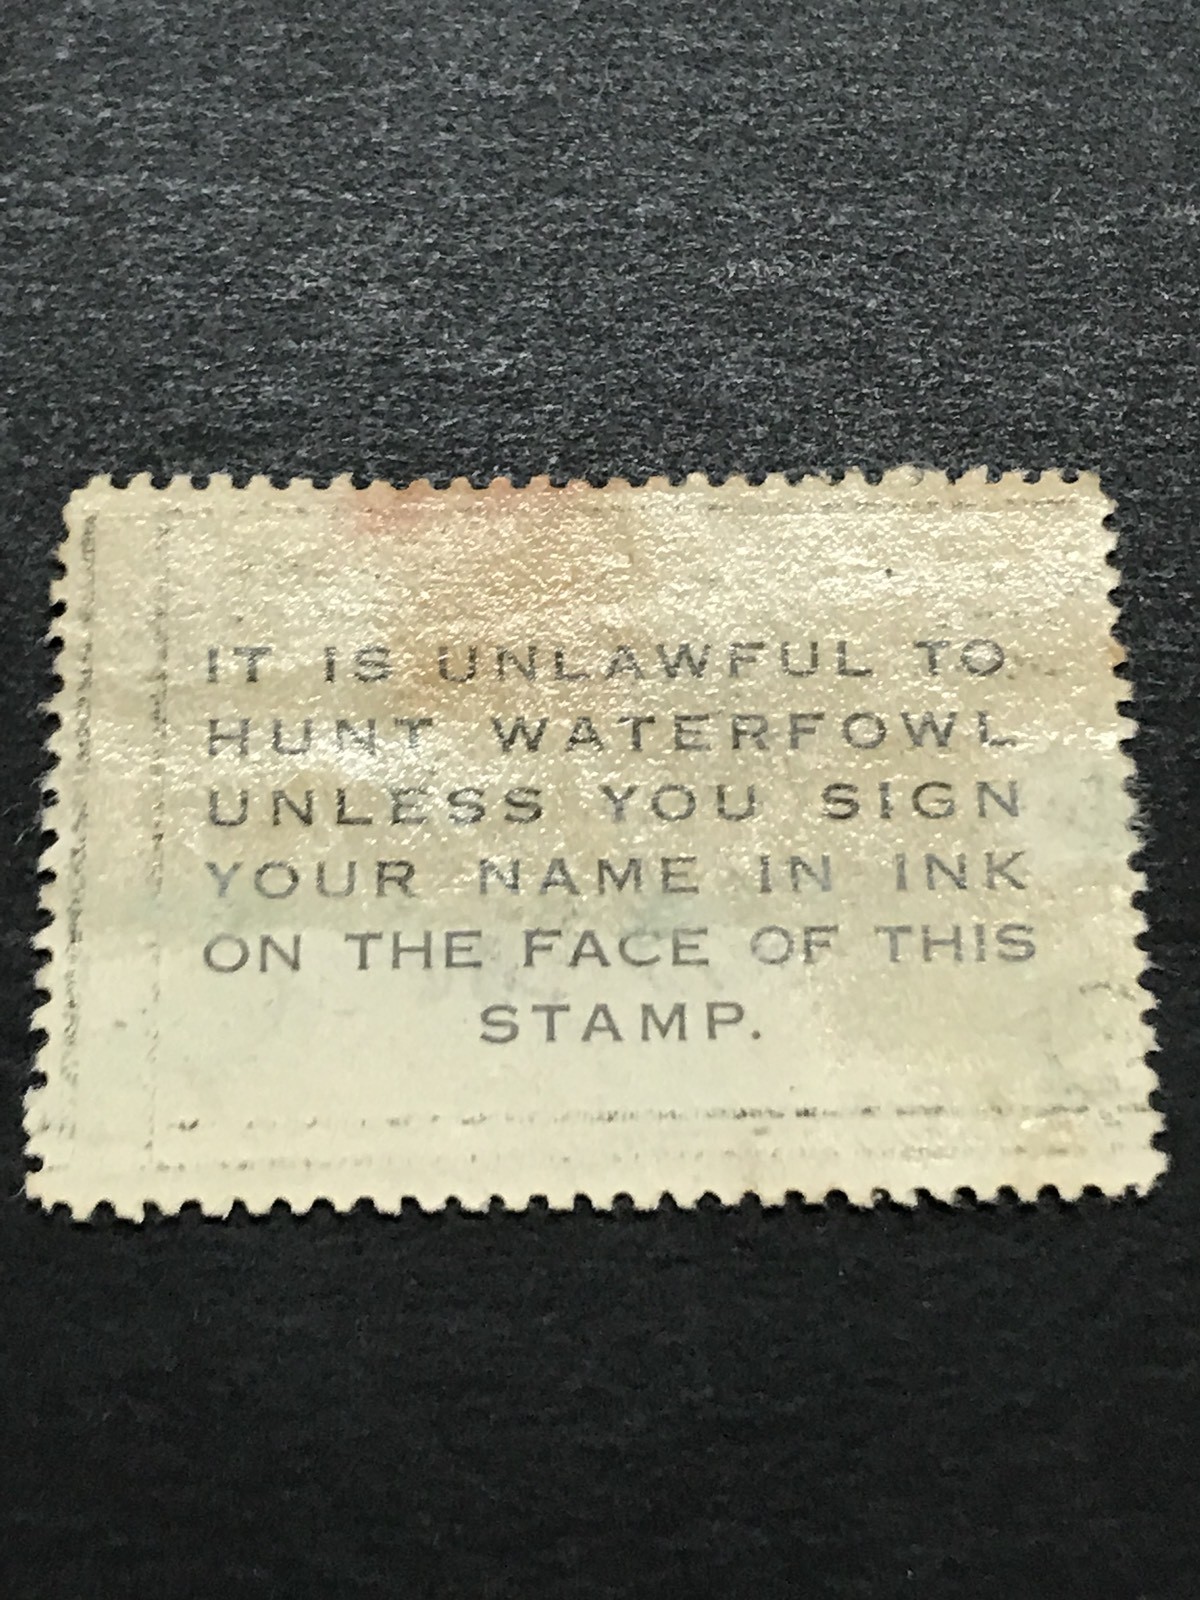 IT IS UNLAWFUL TO
HUNT WATERFOWL
UNLESS YOU SIGN
YOUR NAME IN INK
ON THE FACE OF THIS
STAMP.